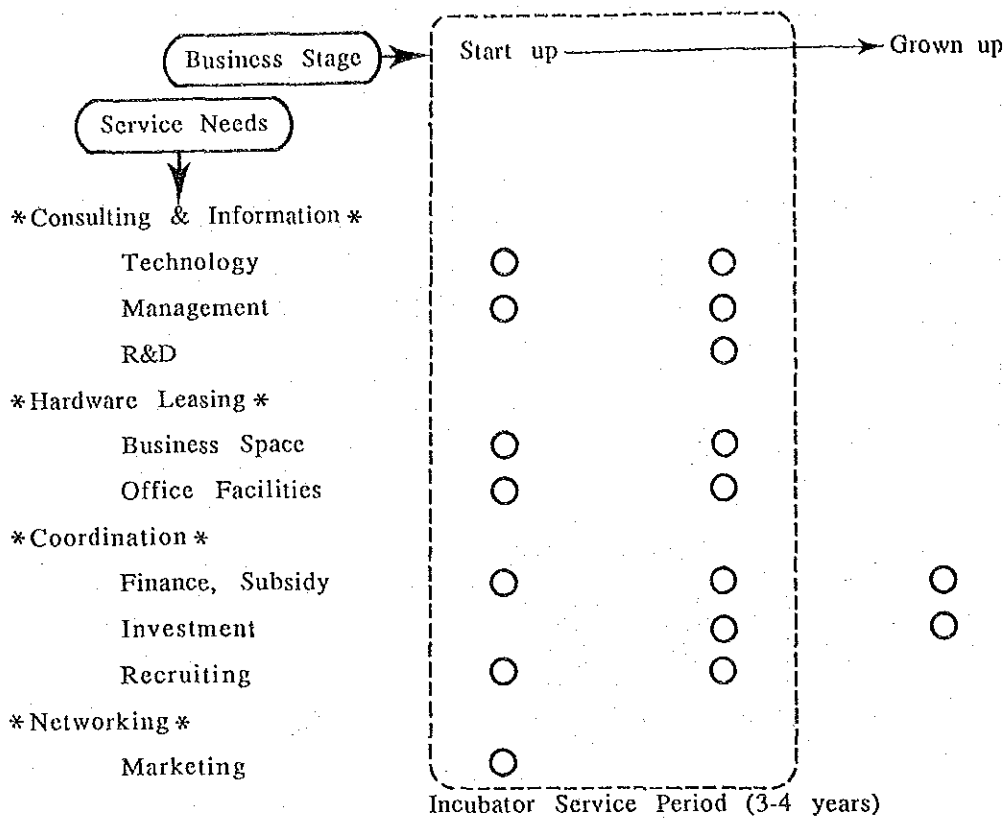 Business Stage
Start up
Grown up
Service Needs
*Consulting & Information*
Technology
Management
R&D
*Hardware Leasing*
Business Space
Office Facilities
*Coordination*
Finance, Subsidy
Investment
Recruiting
*Networking*
Marketing
Incubator Service Period (3-4 years)